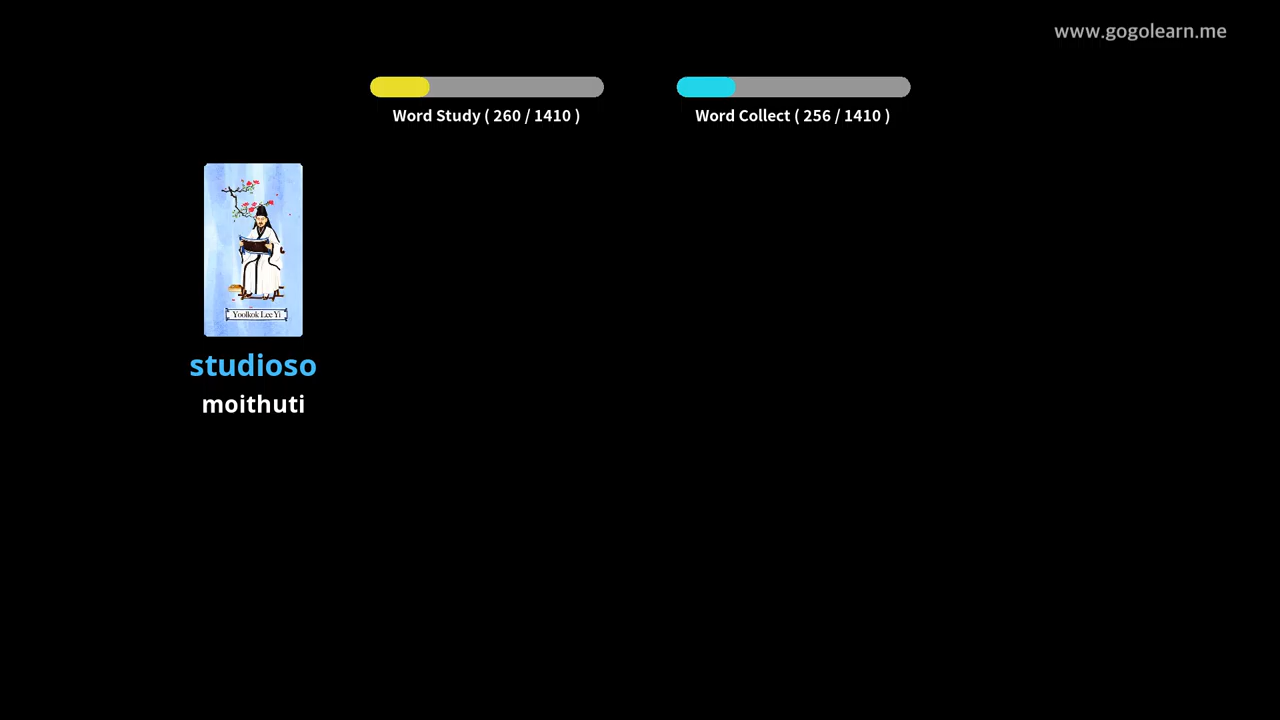 www.gogolearn.me
Word Study ( 260 / 1410 )
Word Collect ( 256 / 1410 )
Yoolkok Lee Yi
studioso
moithuti